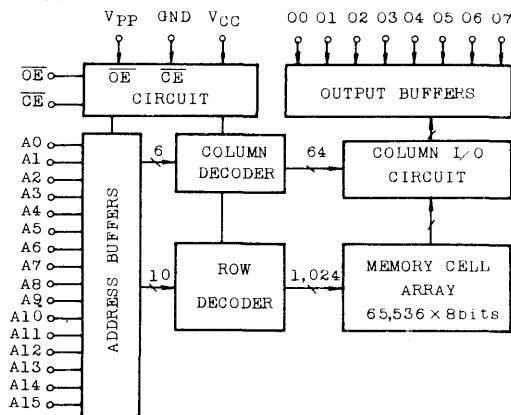 VPP GND VCC
O0 O1 O2 O3 O4 O5 O6 O7
OE
CE
OE CE
CIRCUIT
OUTPUT BUFFERS
A0
A1
A2
A3
A4
A5
A6
A7
A8
A9
A10
A11
A12
A13
A14
A15
ADDRESS BUFFERS
6
COLUMN
DECODER
64
COLUMN I/O
CIRCUIT
10
ROW
DECODER
1,024
MEMORY CELL
ARRAY
65,536 × 8bits